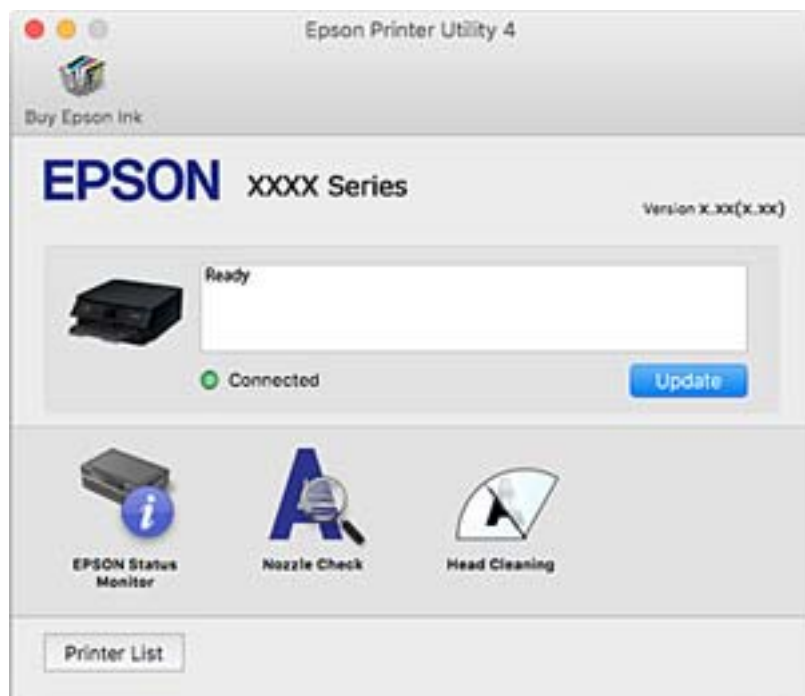 Epson Printer Utility 4
Buy Epson Ink
EPSON XXXX Series
Version X.XX(X.XX)
Ready
Connected
Update
EPSON Status
Monitor
Nozzle Check
Head Cleaning
Printer List